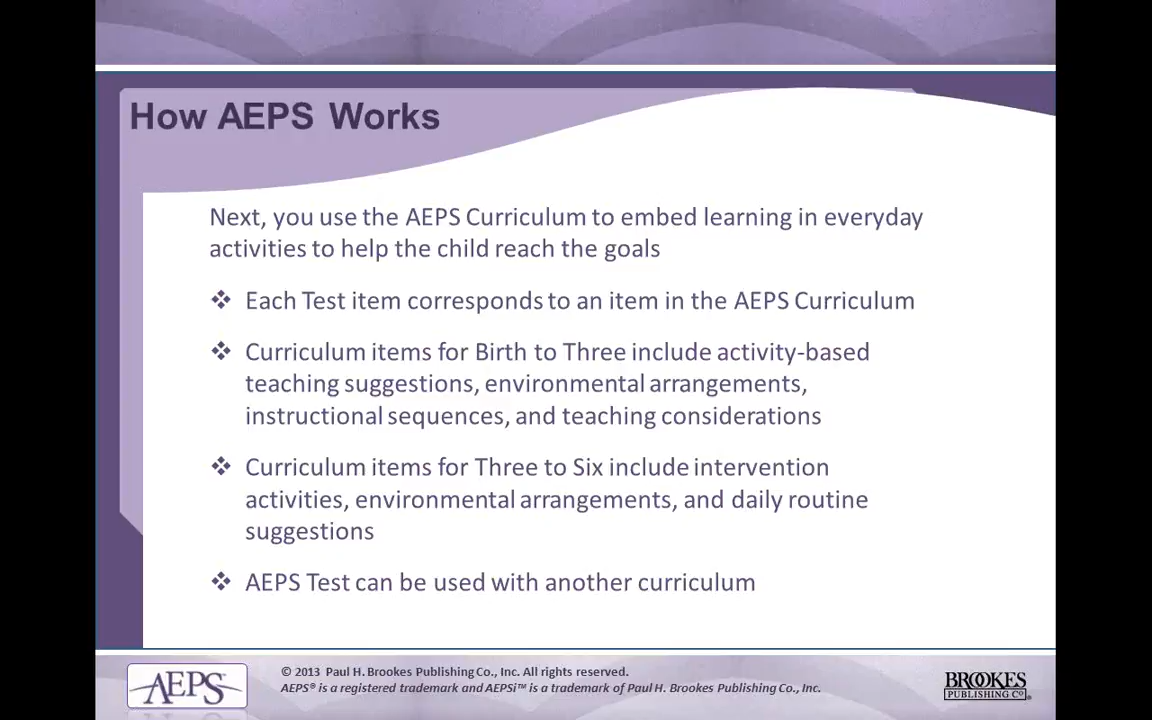 How AEPS Works
Next, you use the AEPS Curriculum to embed learning in everyday
activities to help the child reach the goals
❖ Each Test item corresponds to an item in the AEPS Curriculum
❖ Curriculum items for Birth to Three include activity-based
teaching suggestions, environmental arrangements,
instructional sequences, and teaching considerations
❖ Curriculum items for Three to Six include intervention
activities, environmental arrangements, and daily routine
suggestions
❖ AEPS Test can be used with another curriculum
AEPS
© 2013 Paul H. Brookes Publishing Co., Inc. All rights reserved.
AEPS® is a registered trademark and AEPSi™ is a trademark of Paul H. Brookes Publishing Co., Inc.
BROOKES
PUBLISHING CO®